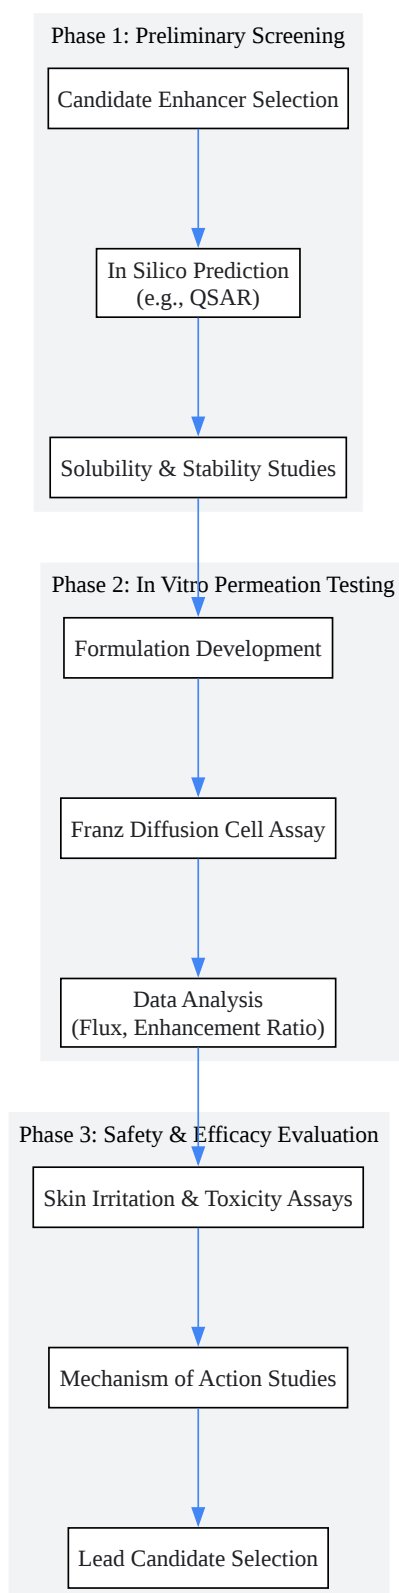 Phase 1: Preliminary Screening
Candidate Enhancer Selection
In Silico Prediction
(e.g., QSAR)
Solubility & Stability Studies
Phase 2: In Vitro Permeation Testing
Formulation Development
Franz Diffusion Cell Assay
Data Analysis
(Flux, Enhancement Ratio)
Phase 3: Safety & Efficacy Evaluation
Skin Irritation & Toxicity Assays
Mechanism of Action Studies
Lead Candidate Selection